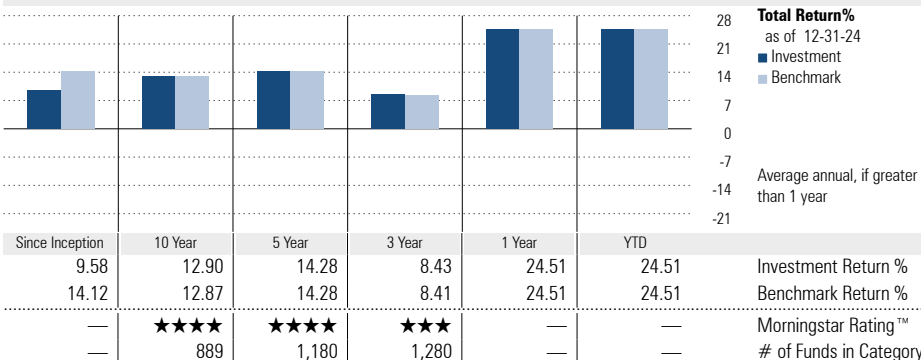 28
Total Return%
as of 12-31-24
21
Investment
14
Benchmark
7
0
-7
Average annual, if greater
than 1 year
-14
-21
Since Inception 10 Year 5 Year 3 Year 1 Year YTD
9.58 12.90 14.28 8.43 24.51 24.51 Investment Return %
14.12 12.87 14.28 8.41 24.51 24.51 Benchmark Return %
— ★★★★ ★★★★ ★★★ — — Morningstar Rating™
— 889 1,180 1,280 — — # of Funds in Category